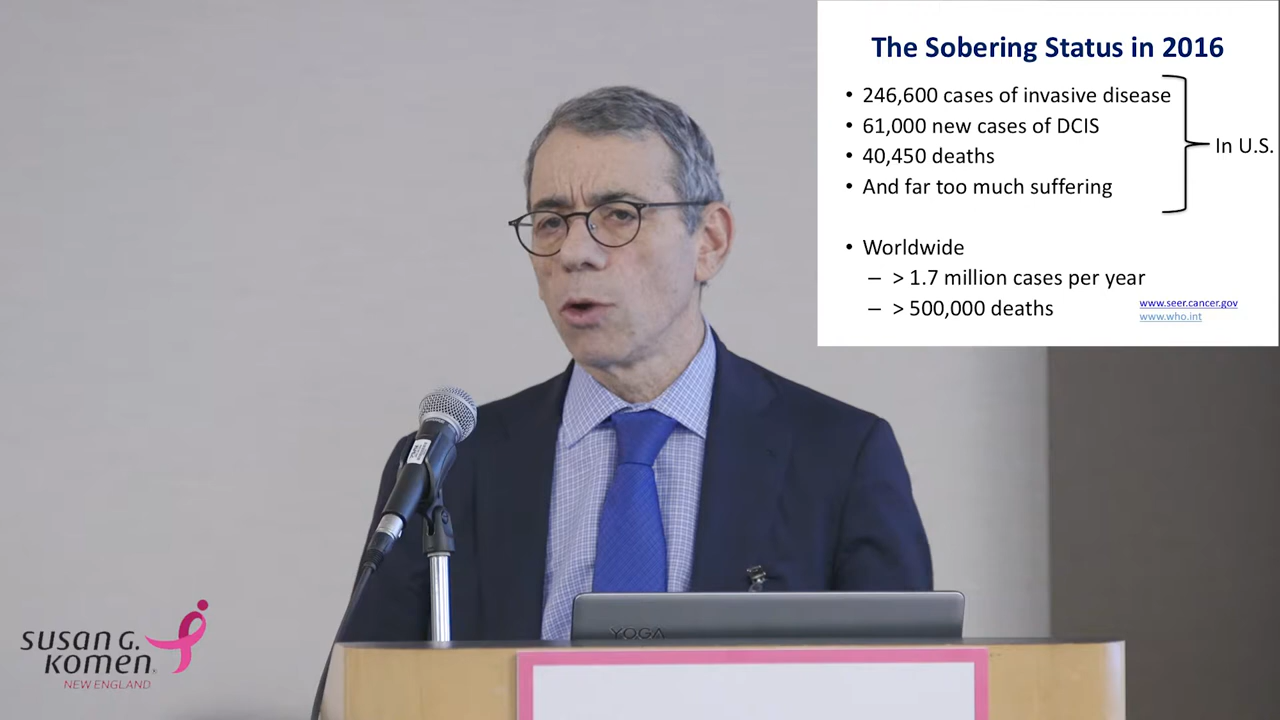 The Sobering Status in 2016
• 246,600 cases of invasive disease
• 61,000 new cases of DCIS
• 40,450 deaths
• And far too much suffering
In U.S.
• Worldwide
– > 1.7 million cases per year
– > 500,000 deaths
www.seer.cancer.gov
www.who.int
YOGA
susan g.
komen®
NEW ENGLAND